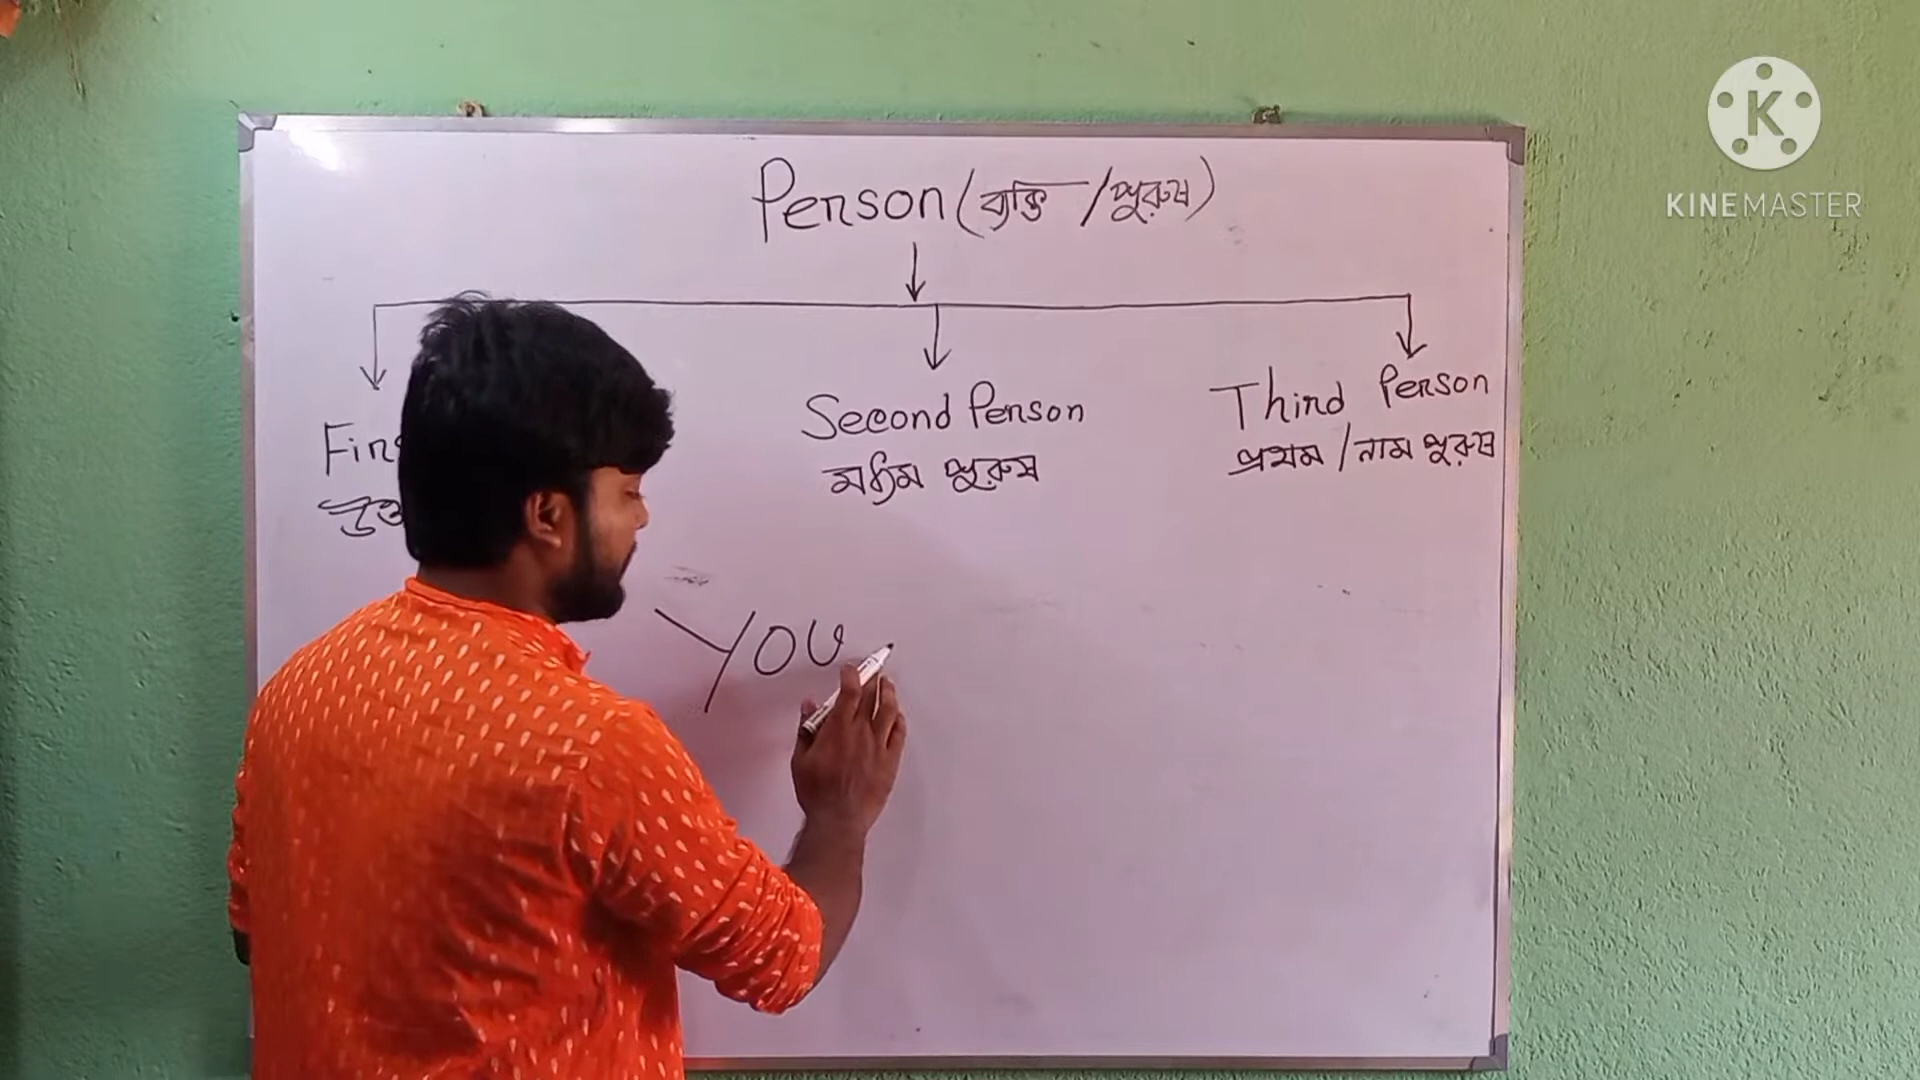 KINEMASTER
Person (ব্যক্তি / পুরুষ)
Second Person
মধ্যম পুরুষ
Third Person
প্রথম / নাম পুরুষ
You